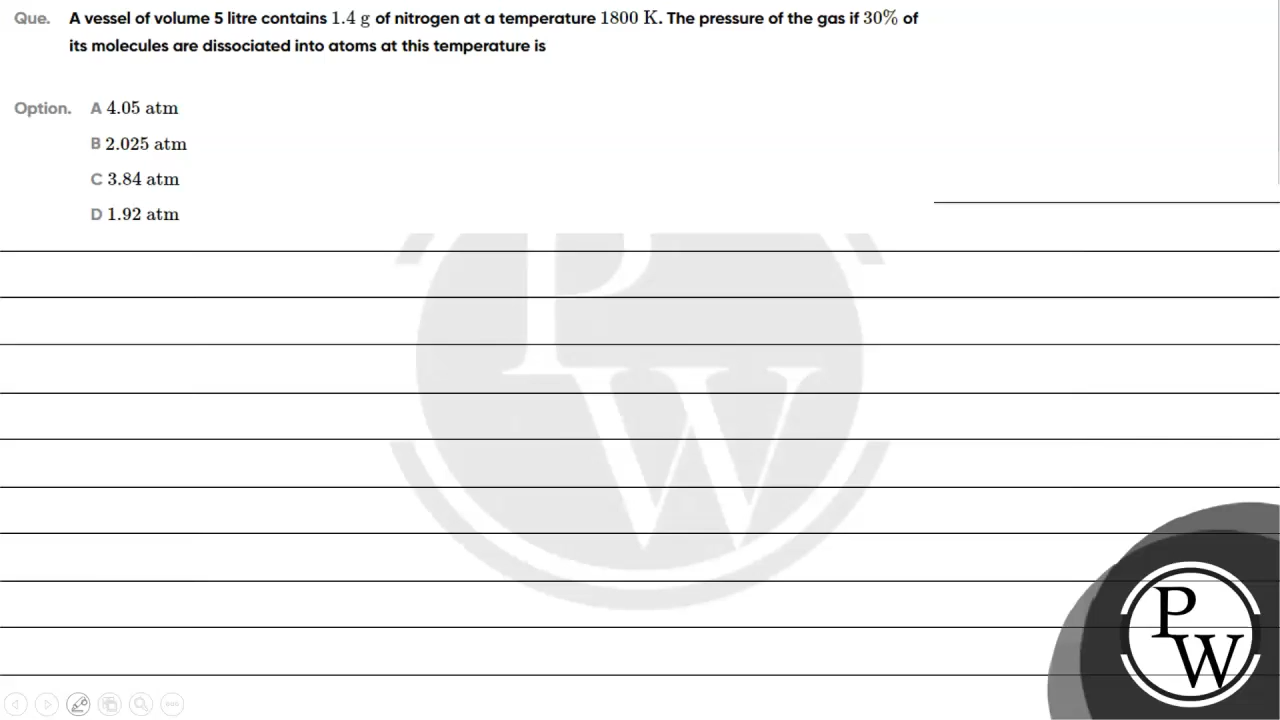 Que. A vessel of volume 5 litre contains 1.4 g of nitrogen at a temperature 1800 K. The pressure of the gas if 30% of
its molecules are dissociated into atoms at this temperature is
Option. A 4.05 atm
B 2.025 atm
C 3.84 atm
D 1.92 atm
P
W
P
W